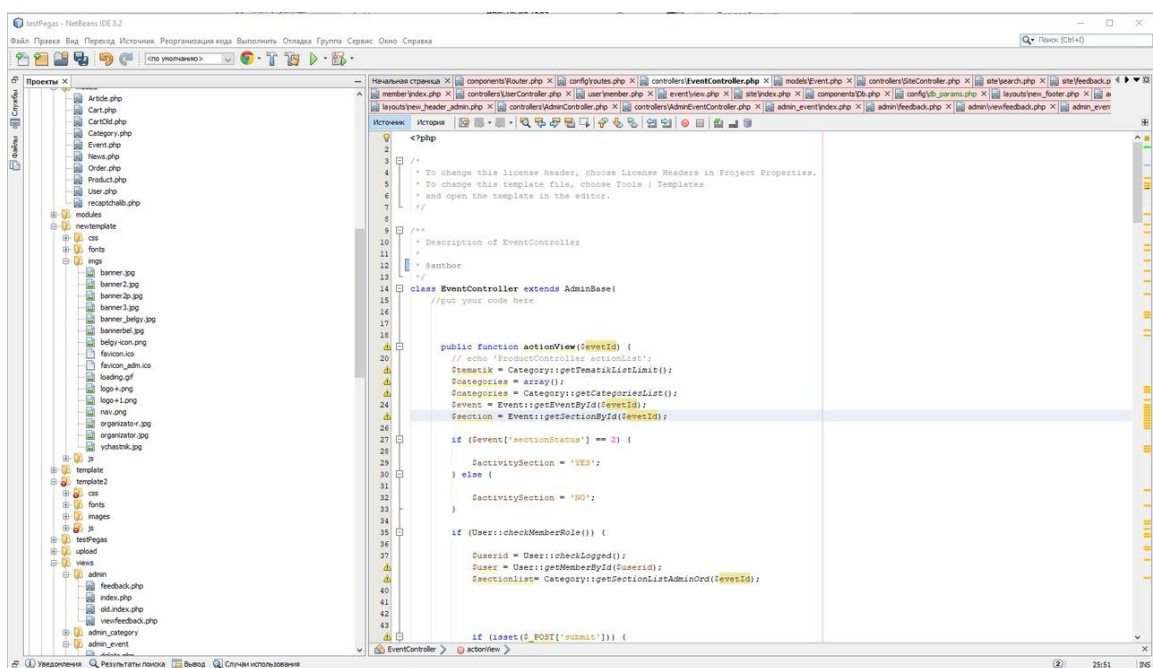 testPegas - NetBeans IDE 8.2
Файл Правка Вид Переход Источник Реорганизация кода Выполнить Отладка Группа Сервис Окно Справка
Поиск (Ctrl+I)
<по умолчанию>
Проекты
Службы
Файлы
Article.php
Cart.php
CartOld.php
Category.php
Event.php
News.php
Order.php
Product.php
User.php
recaptchalib.php
modules
newtemplate
css
fonts
imgs
banner.jpg
banner2.jpg
banner2p.jpg
banner3.jpg
banner_belgy.jpg
bannerbel.jpg
belgy-icon.png
favicon.ico
favicon_adm.ico
loading.gif
logo+.png
logo+1.png
nav.png
organizato-r.jpg
organizator.jpg
ychastnik.jpg
js
template
template2
css
fonts
images
js
testPegas
upload
views
admin
feedback.php
index.php
old.index.php
viewfeedback.php
admin_category
admin_event
Начальная страница components\Router.php config\routes.php controllers\EventController.php models\Event.php controllers\SiteController.php site\search.php site\feedback.p
member\index.php controllers\UserController.php user\member.php event\view.php site\index.php components\Db.php config\db_params.php layouts\new_footer.php
layouts\new_header_admin.php controllers\AdminController.php controllers\AdminEventController.php admin_event\index.php admin\feedback.php admin\viewfeedback.php admin_even
Источник История
1 <?php
2
3 /*
4 * To change this license header, choose License Headers in Project Properties.
5 * To change this template file, choose Tools | Templates
6 * and open the template in the editor.
7 */
8
9 /**
10 * Description of EventController
11 *
12 * @author
13 */
14 class EventController extends AdminBase{
15 //put your code here
16
17
18
public function actionView($evetId) {
20 // echo 'ProductController actionList';
$tematik = Category::getTematikListLimit();
$categories = array();
$categories = Category::getCategoriesList();
24 $event = Event::getEventById($evetId);
$section = Event::getSectionById($evetId);
26
27 if ($event['sectionStatus'] == 2) {
28
29 $activitySection = 'YES';
30 } else {
31
32 $activitySection = 'NO';
33 }
34
35 if (User::checkMemberRole()) {
36
37 $userid = User::checkLogged();
$user = User::getMemberById($userid);
$sectionlist= Category::getSectionListAdminOrd($evetId);
40
41
42
43
if (isset($_POST['submit'])) {
EventController actionView
Уведомления Результаты поиска Вывод Случаи использования
2 25:51 INS